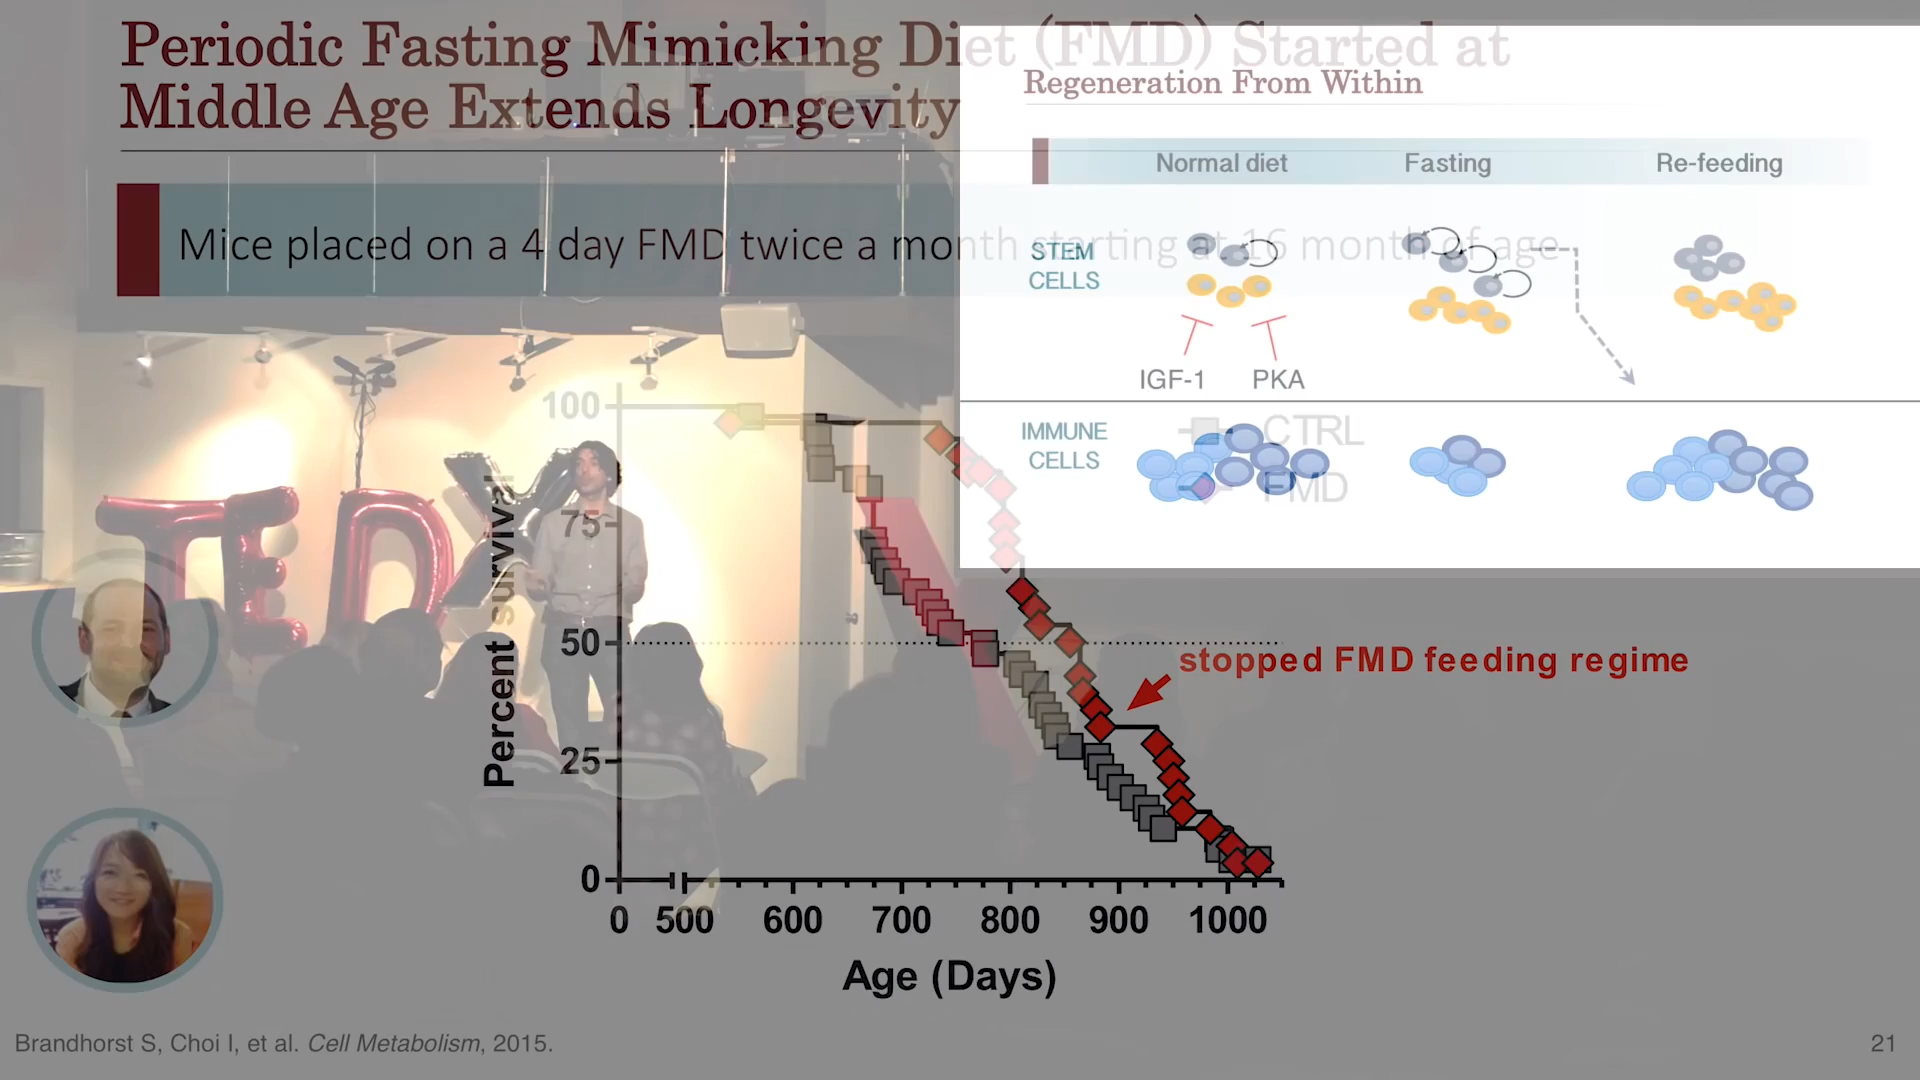 Periodic Fasting Mimicking Diet (FMD) Started at
Middle Age Extends Longevity
Mice placed on a 4 day FMD twice a month starting at 16 month of age
Regeneration From Within
Normal diet Fasting Re-feeding
STEM
CELLS
IGF-1 PKA
IMMUNE
CELLS
CTRL
FMD
TEDX
Percent survival
100
75
50
25
0
stopped FMD feeding regime
0 500 600 700 800 900 1000
Age (Days)
Brandhorst S, Choi I, et al. Cell Metabolism, 2015.
21